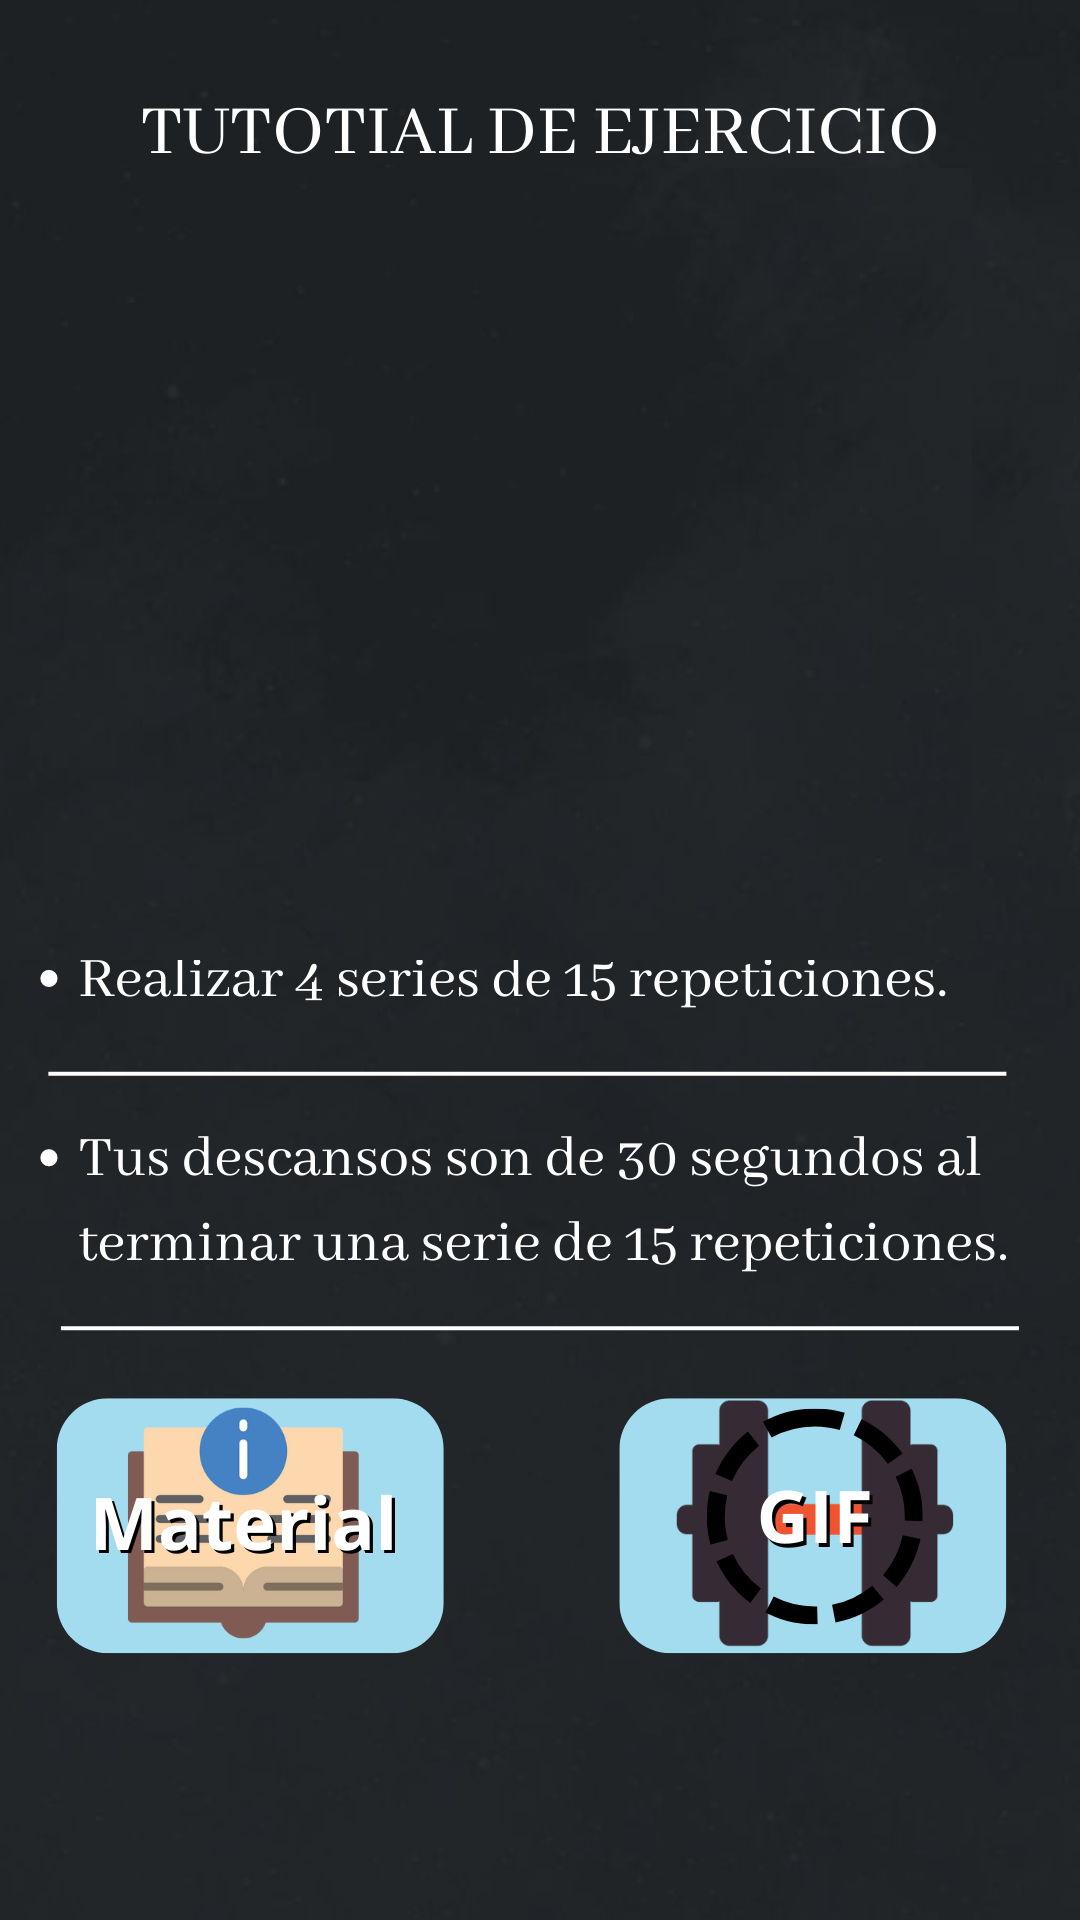 TUTOTIAL DE EJERCICIO
• Realizar 4 series de 15 repeticiones.
• Tus descansos son de 30 segundos al
terminar una serie de 15 repeticiones.
i
Material
GIF